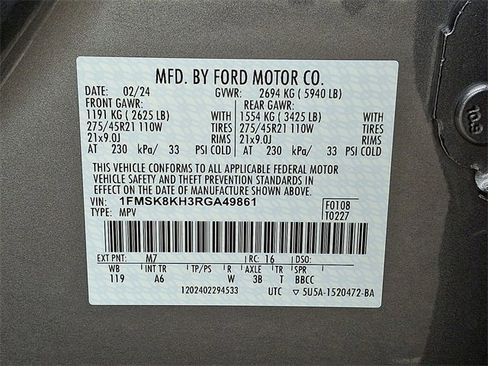 MFD. BY FORD MOTOR CO.
DATE: 02/24 GVWR: 2694 KG ( 5940 LB)
FRONT GAWR: REAR GAWR:
1191 KG ( 2625 LB) WITH 1554 KG ( 3425 LB) WITH
275/45R21 110W TIRES 275/45R21 110W TIRES
21x9.0J RIMS 21x9.0J RIMS
AT 230 kPa/ 33 PSI AT 230 kPa/ 33 PSI
THIS VEHICLE CONFORMS TO ALL APPLICABLE FEDERAL MOTOR
VEHICLE SAFETY AND THEFT PREVENTION STANDARDS IN
EFFECT ON THE DATE OF MANUFACTURE SHOWN ABOVE.
VIN: 1FMSK8KH3RGA49861 F0108
TYPE: MPV T0227
EXT PNT: M7 RC: 16 DSO:
WB INT TR TP/PS R AXLE TR SPR
119 A6 W 3B T BBCC
1202402294533 UTC 5U5A-1520472-BA